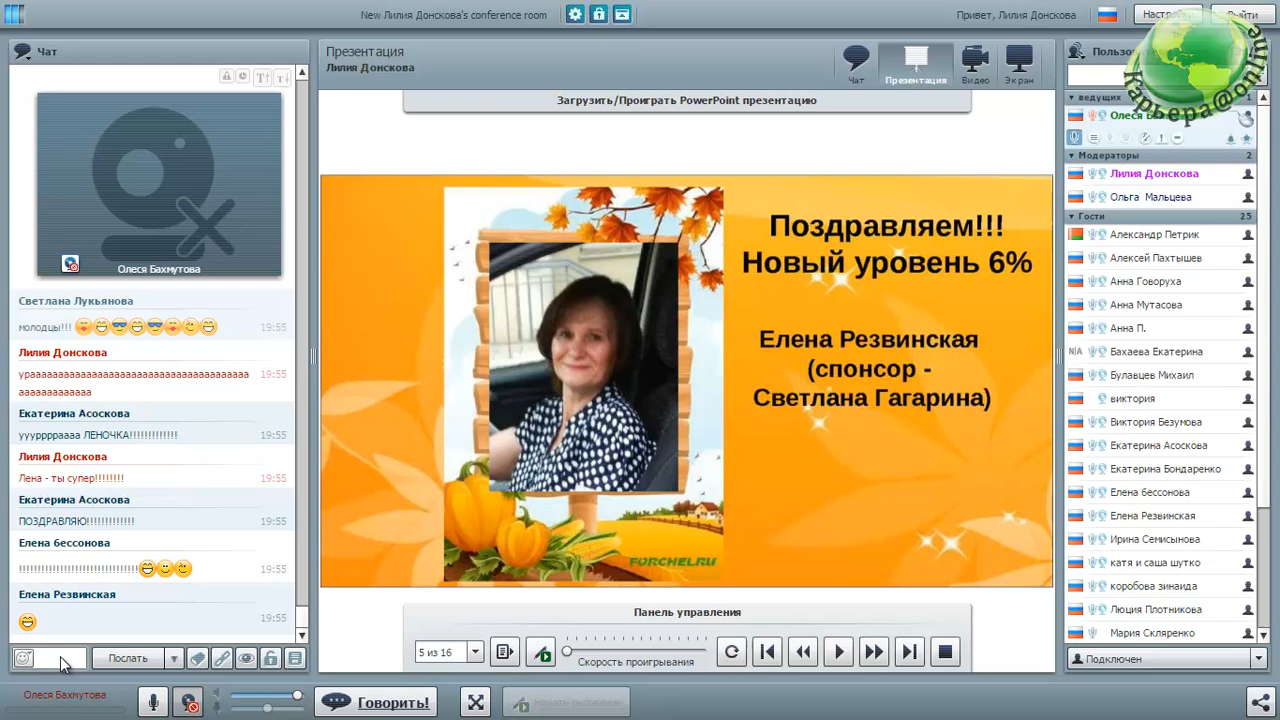 New Лилия Донскова's conference room
Привет, Лилия Донскова
Выйти
Чат
Олеся Бахмутова
Светлана Лукьянова
молодцы!!!
19:55
Лилия Донскова
ураааааааааааааааааааааааааааааааааааа
19:55
ааааааааааааа
Екатерина Асоскова
уууррррааaa ЛЕНОЧКА!!!!!!!!!!!!!
19:55
Лилия Донскова
Лена - ты супер!!!!!!!!
19:55
Екатерина Асоскова
ПОЗДРАВЛЯЮ!!!!!!!!!!!!!
19:55
Елена бессонова
!!!!!!!!!!!!!!!!!!!!!!!!!!!!!!!!!
19:55
Елена Резвинская
19:55
Послать
Олеся Бахмутова
Говорить!
Презентация
Лилия Донскова
Чат
Презентация
Видео
Экран
Загрузить/Проиграть PowerPoint презентацию
Поздравляем!!!
Новый уровень 6%
Елена Резвинская
(спонсор -
Светлана Гагарина)
FORCHEL.RU
Панель управления
5 из 16
Скорость проигрывания
карьера@online
ведущих
1
Олеся
Модераторы
2
Лилия Донскова
Ольга Мальцева
Гости
25
Александр Петрик
Алексей Пахтышев
Анна Говоруха
Анна Мутасова
Анна П.
N/A
Бахаева Екатерина
Булавцев Михаил
виктория
Виктория Безумова
Екатерина Асоскова
Екатерина Бондаренко
Елена бессонова
Елена Резвинская
Ирина Семисынова
катя и саша шутко
коробова зинаида
Люция Плотникова
Мария Скляренко
Подключен